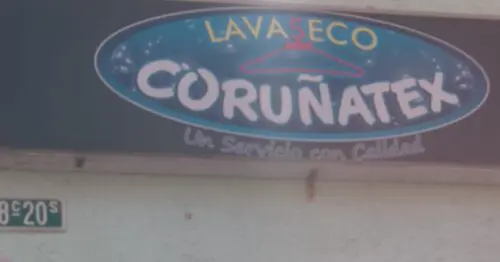 LAVASECO
CORUÑATEX
Un Servicio con Calidad
8C 20S